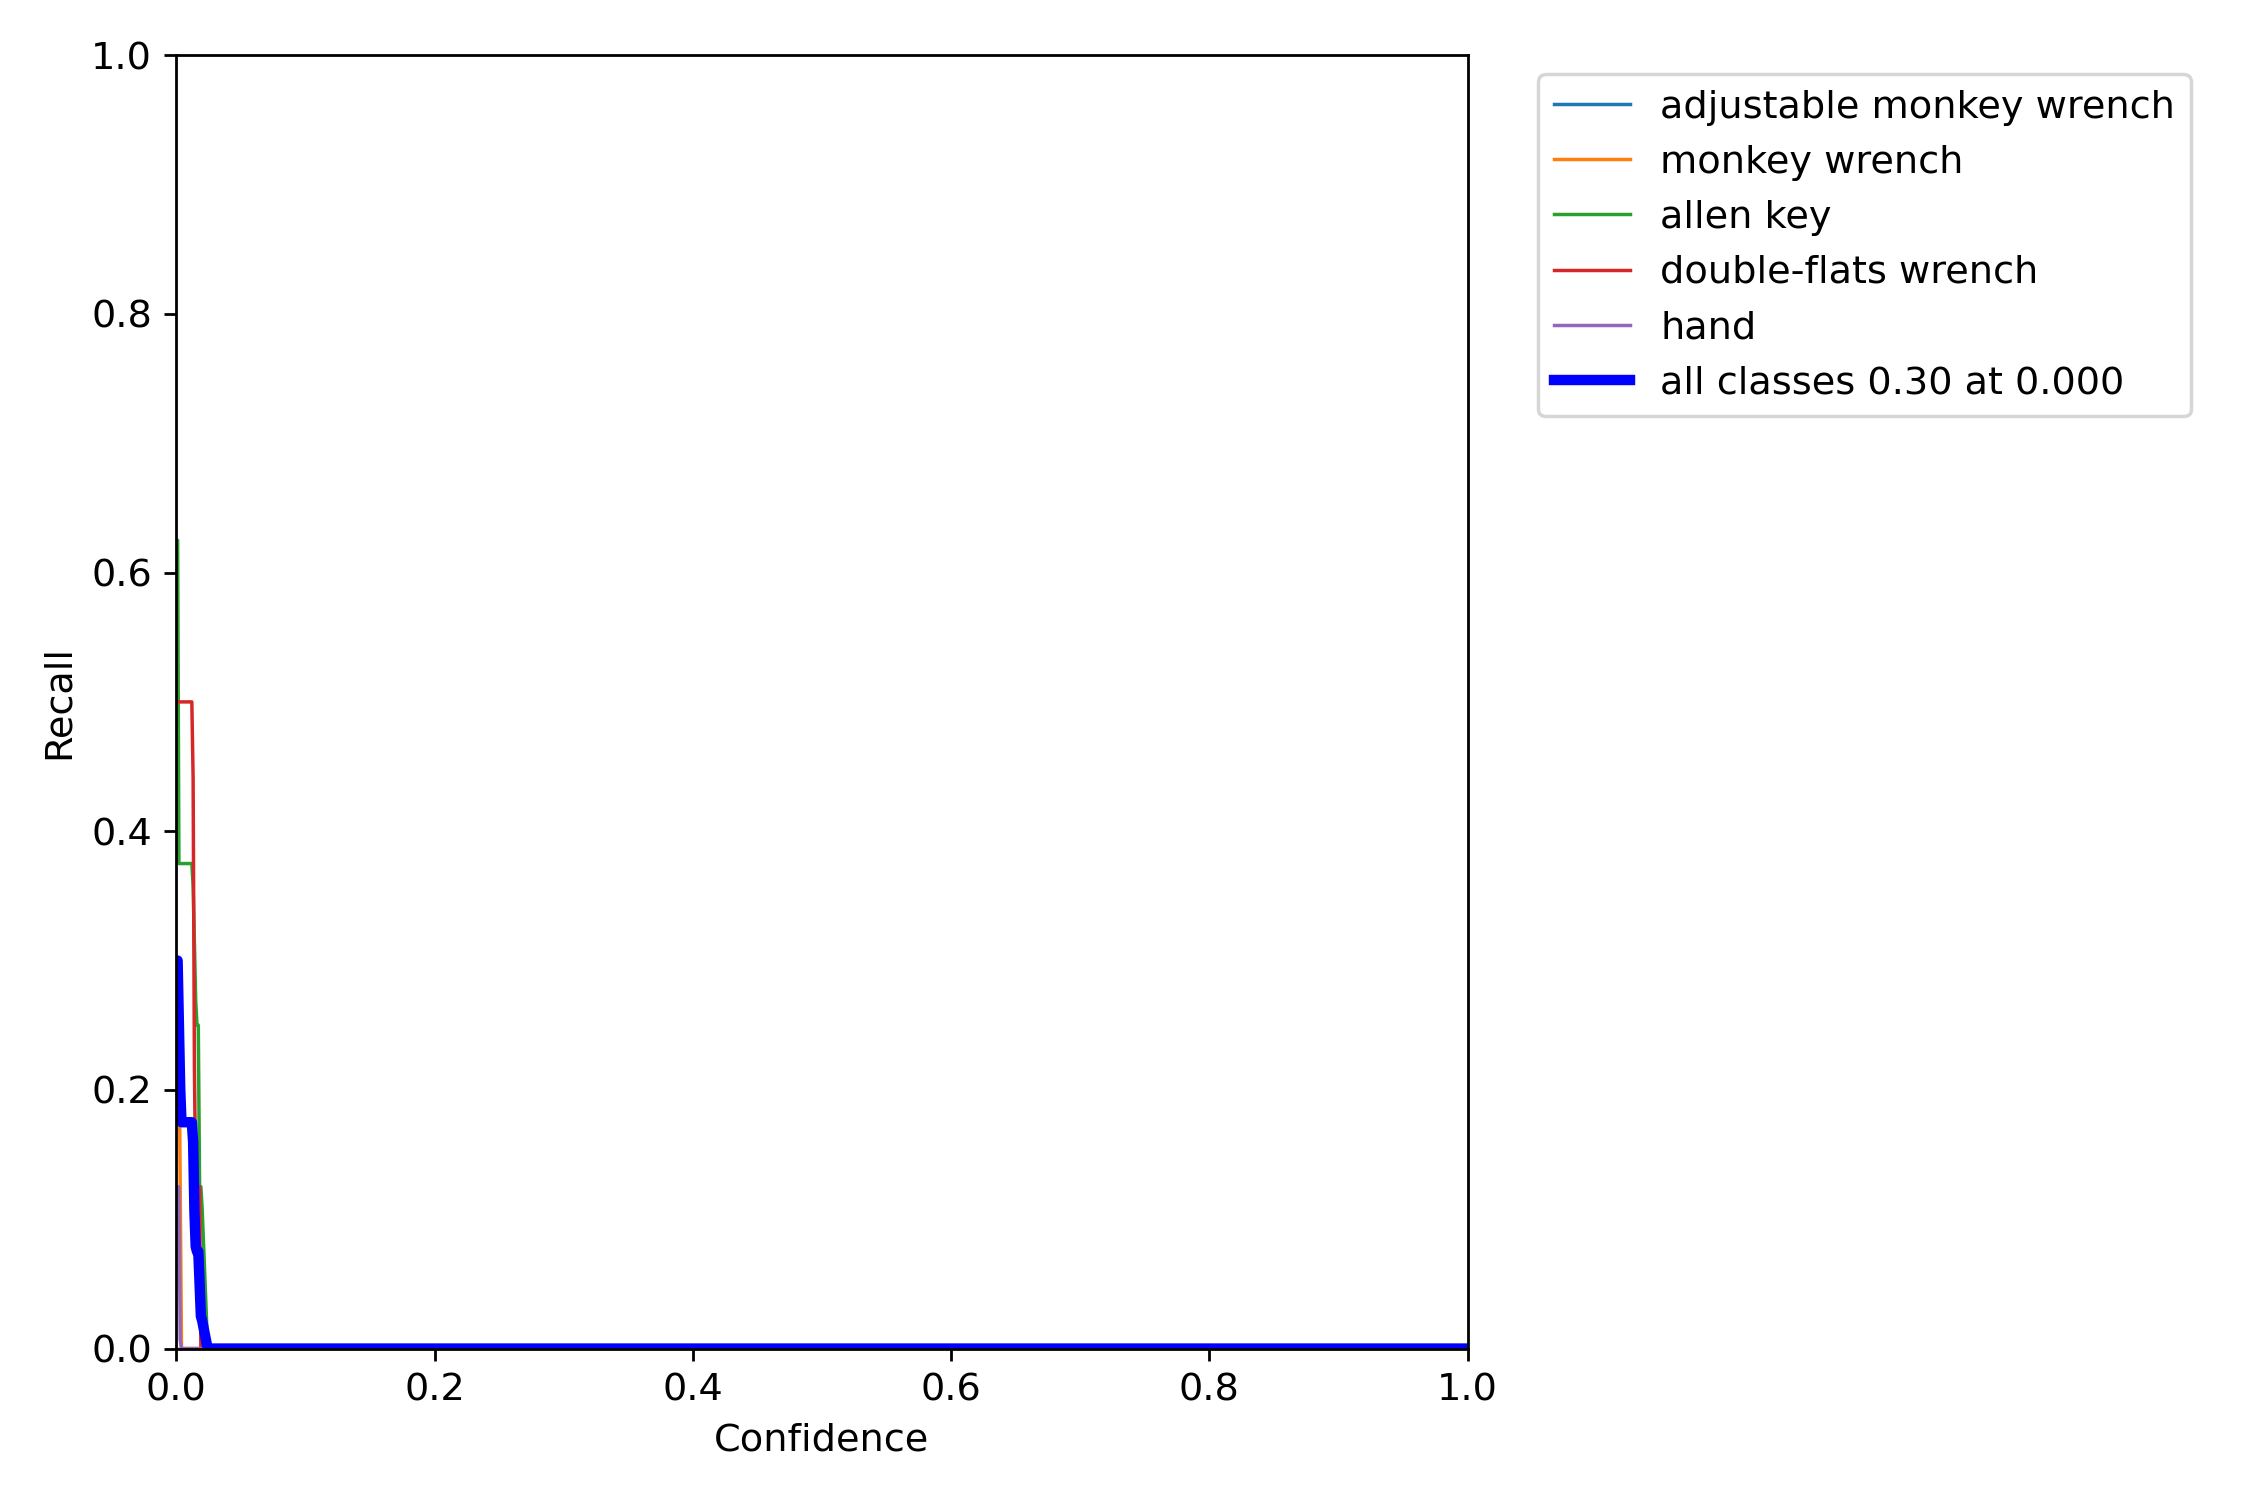 1.0
0.8
0.6
0.4
0.2
0.0
Recall
0.0 0.2 0.4 0.6 0.8 1.0
Confidence
adjustable monkey wrench
monkey wrench
allen key
double-flats wrench
hand
all classes 0.30 at 0.000